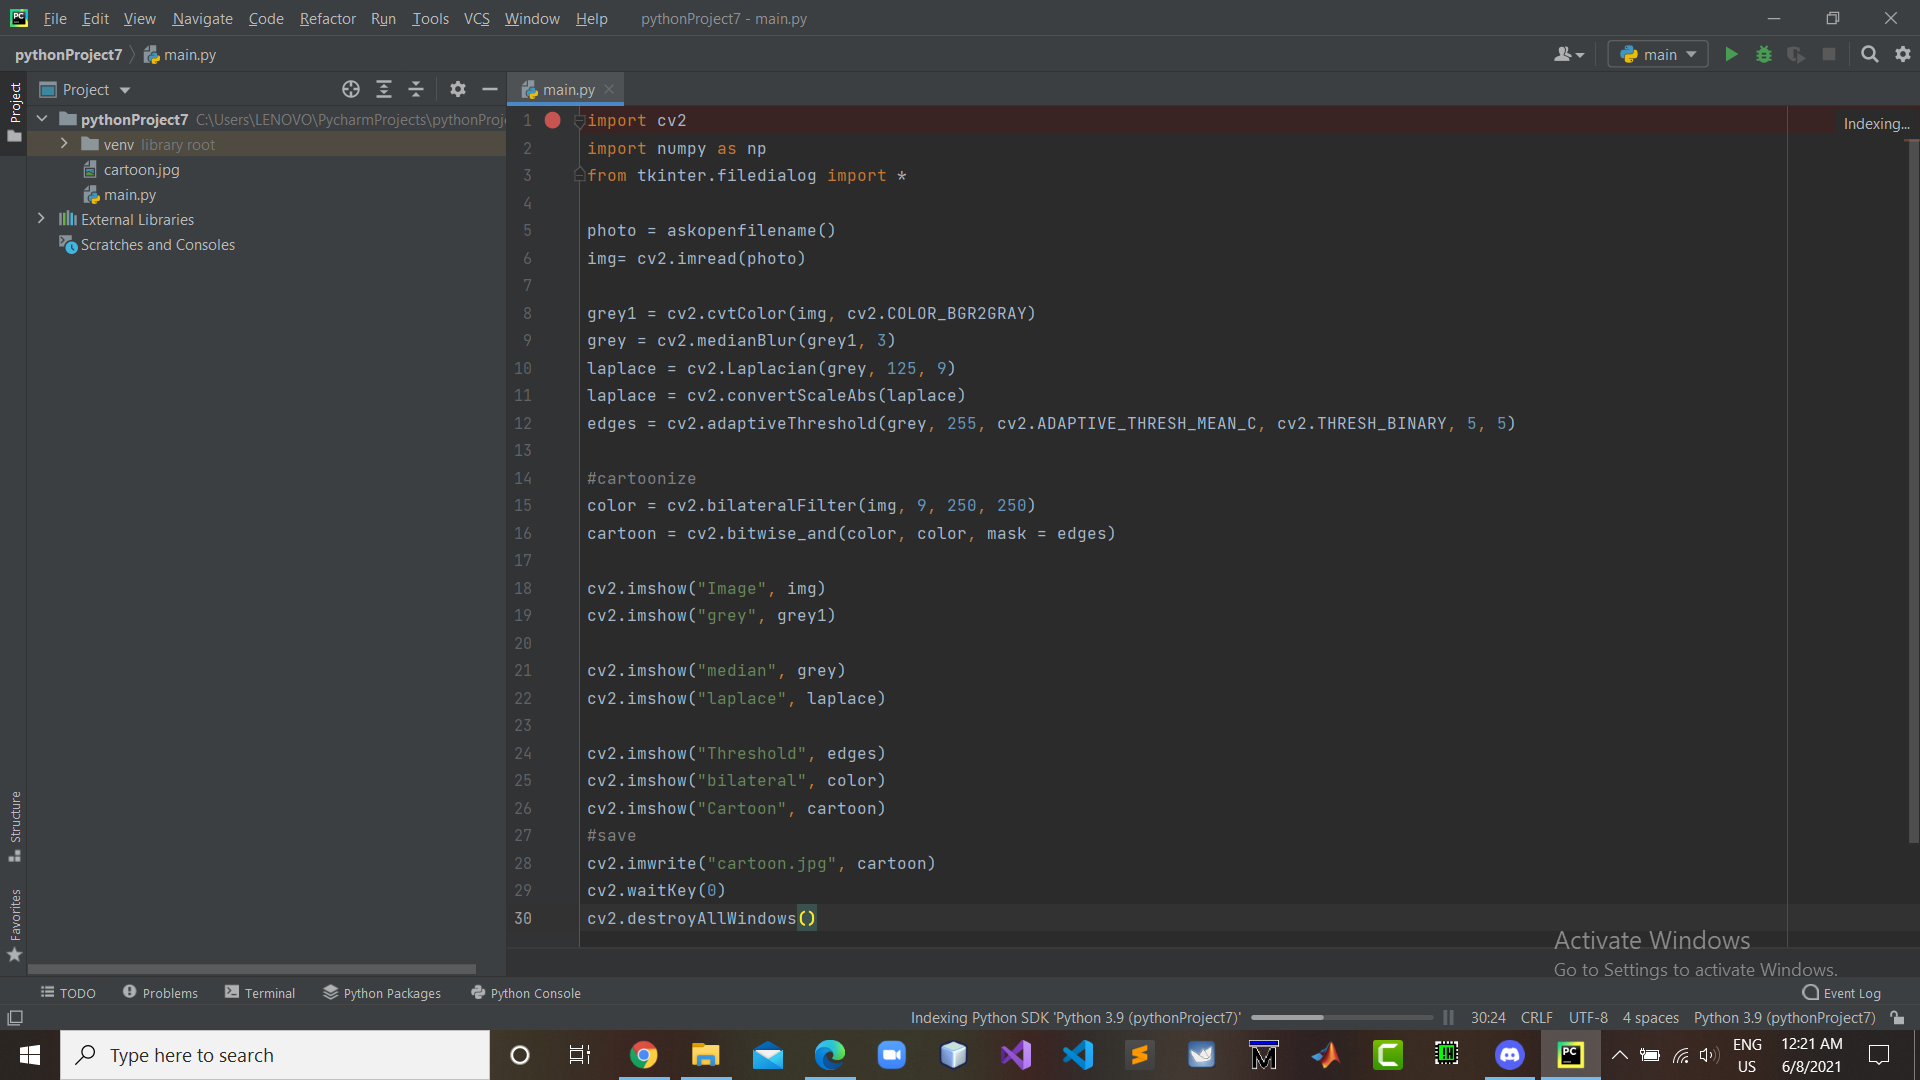 File Edit View Navigate Code Refactor Run Tools VCS Window Help pythonProject7 - main.py
pythonProject7 main.py main
Project
Project main.py
pythonProject7 C:\Users\LENOVO\PycharmProjects\pythonProj
venv library root
cartoon.jpg
main.py
External Libraries
Scratches and Consoles
Indexing...
1 import cv2
2 import numpy as np
3 from tkinter.filedialog import *
4
5 photo = askopenfilename()
6 img= cv2.imread(photo)
7
8 grey1 = cv2.cvtColor(img, cv2.COLOR_BGR2GRAY)
9 grey = cv2.medianBlur(grey1, 3)
10 laplace = cv2.Laplacian(grey, 125, 9)
11 laplace = cv2.convertScaleAbs(laplace)
12 edges = cv2.adaptiveThreshold(grey, 255, cv2.ADAPTIVE_THRESH_MEAN_C, cv2.THRESH_BINARY, 5, 5)
13
14 #cartoonize
15 color = cv2.bilateralFilter(img, 9, 250, 250)
16 cartoon = cv2.bitwise_and(color, color, mask = edges)
17
18 cv2.imshow("Image", img)
19 cv2.imshow("grey", grey1)
20
21 cv2.imshow("median", grey)
22 cv2.imshow("laplace", laplace)
23
24 cv2.imshow("Threshold", edges)
25 cv2.imshow("bilateral", color)
26 cv2.imshow("Cartoon", cartoon)
27 #save
28 cv2.imwrite("cartoon.jpg", cartoon)
29 cv2.waitKey(0)
30 cv2.destroyAllWindows()
Structure
Favorites
Activate Windows
Go to Settings to activate Windows.
TODO Problems Terminal Python Packages Python Console Event Log
Indexing Python SDK 'Python 3.9 (pythonProject7)' 30:24 CRLF UTF-8 4 spaces Python 3.9 (pythonProject7)
Type here to search
ENG
US
12:21 AM
6/8/2021